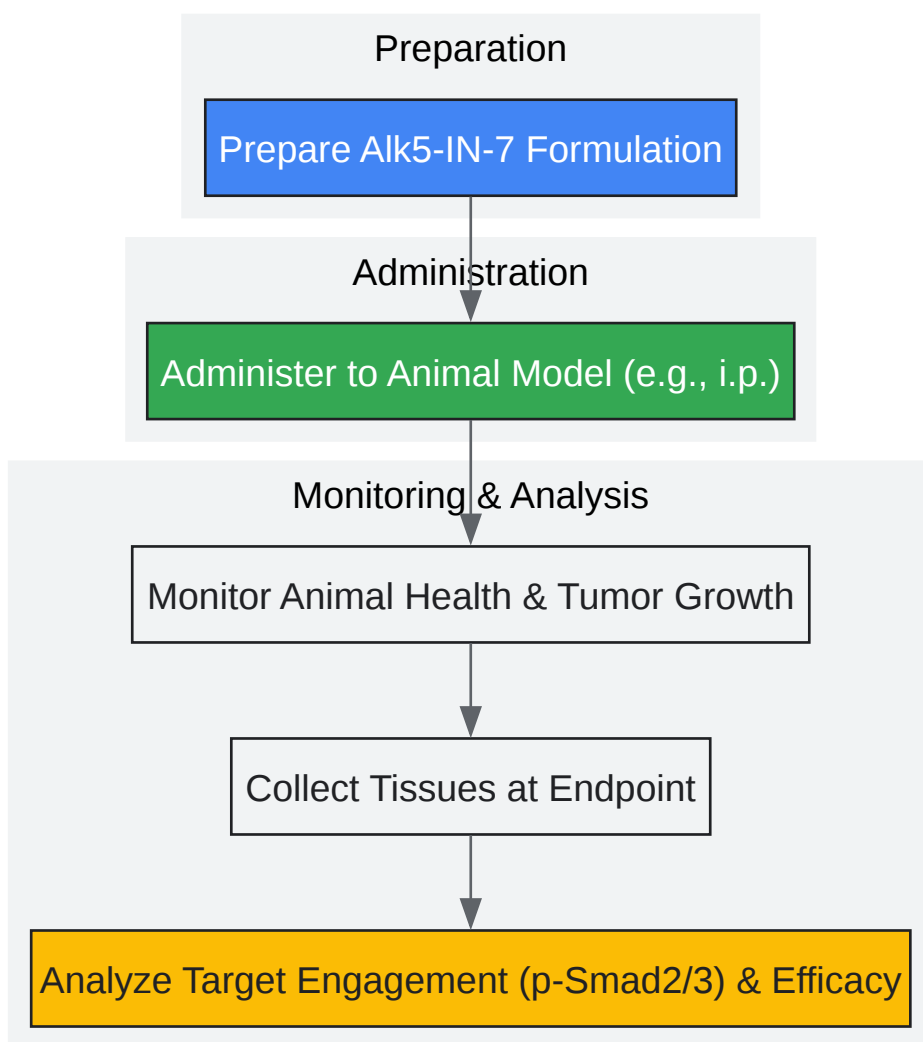 Preparation
Prepare Alk5-IN-7 Formulation
Administration
Administer to Animal Model (e.g., i.p.)
Monitoring & Analysis
Monitor Animal Health & Tumor Growth
Collect Tissues at Endpoint
Analyze Target Engagement (p-Smad2/3) & Efficacy